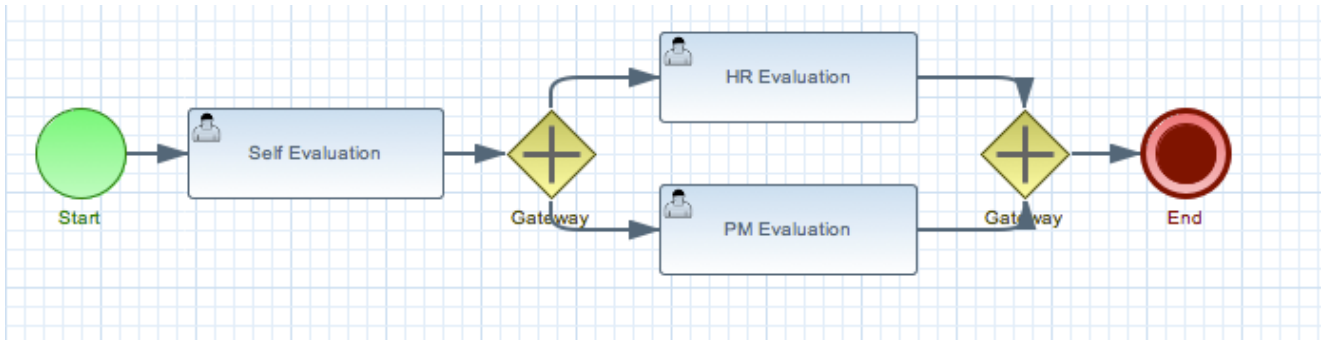 Start
Self Evaluation
Gateway
HR Evaluation
PM Evaluation
Gateway
End